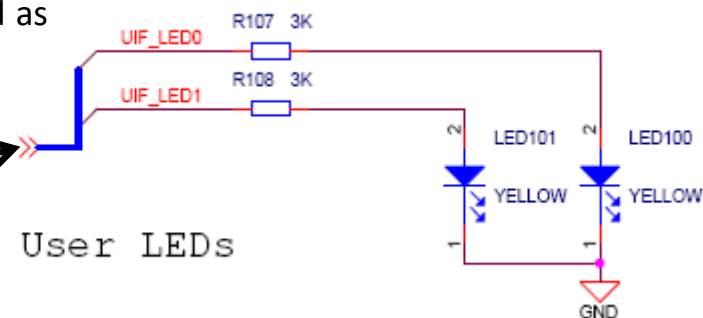 d as
R107 3K
UIF_LED0
R108 3K
UIF_LED1
2 2
LED101 LED100
YELLOW YELLOW
1 1
User LEDs
GND